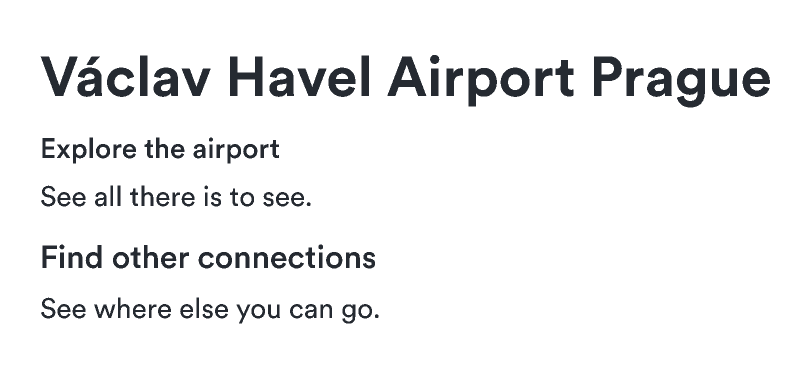 Václav Havel Airport Prague
Explore the airport
See all there is to see.
Find other connections
See where else you can go.